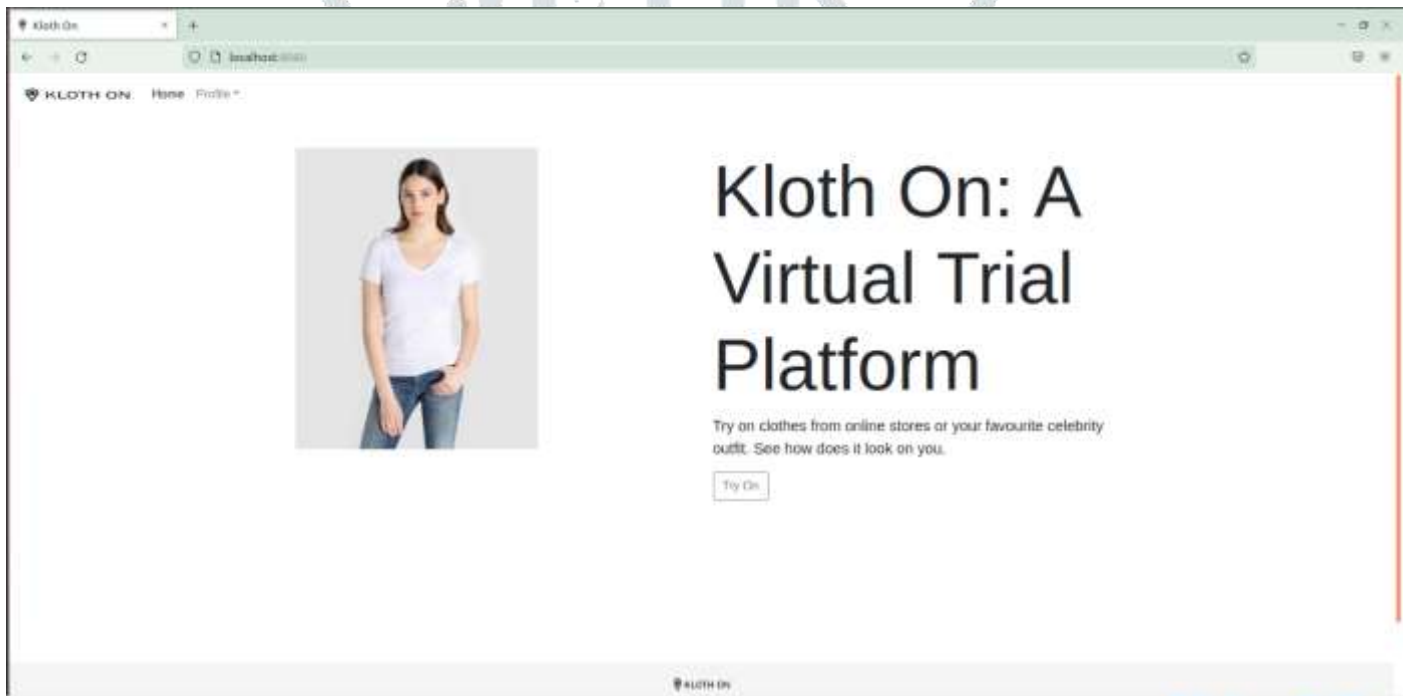 Kloth On
localhost
KLOTH ON Home Profile
Kloth On: A
Virtual Trial
Platform
Try on clothes from online stores or your favourite celebrity
outfit. See how does it look on you.
Try On
KLOTH ON